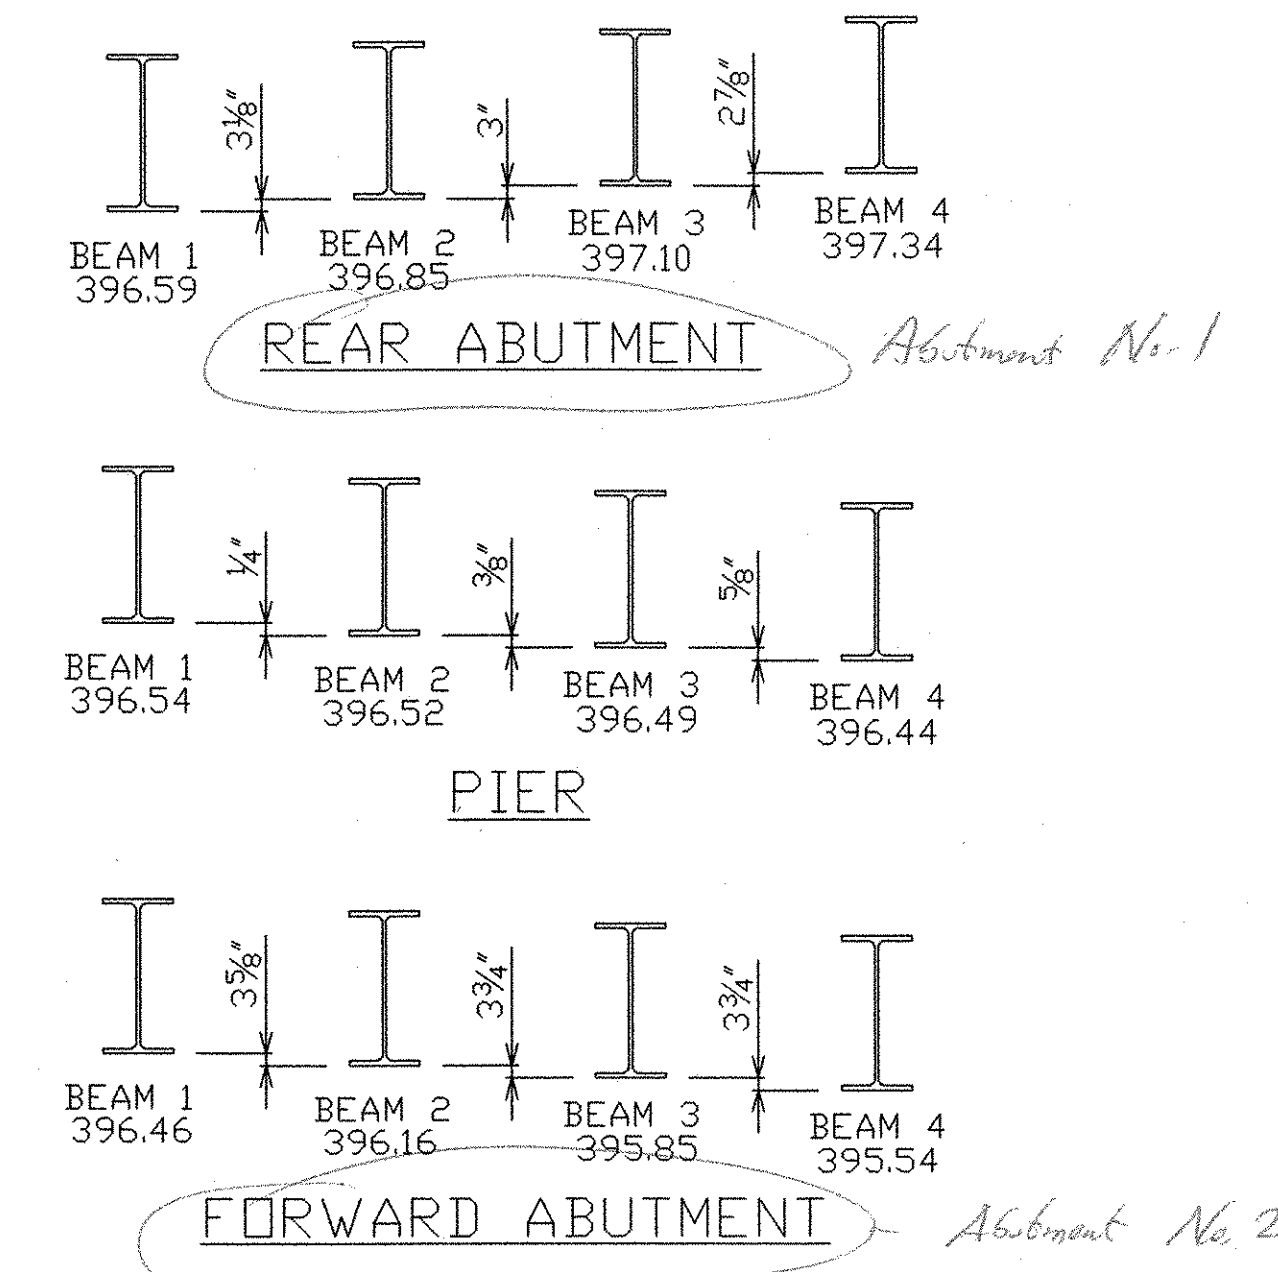 3⅛" 3" 2⅞"
BEAM 1 BEAM 2 BEAM 3 BEAM 4
396.59 396.85 397.10 397.34
REAR ABUTMENT Abutment No. 1
¼" ⅜" ⅝"
BEAM 1 BEAM 2 BEAM 3 BEAM 4
396.54 396.52 396.49 396.44
PIER
3⅝" 3¾" 3¾"
BEAM 1 BEAM 2 BEAM 3 BEAM 4
396.46 396.16 395.85 395.54
FORWARD ABUTMENT Abutment No. 2